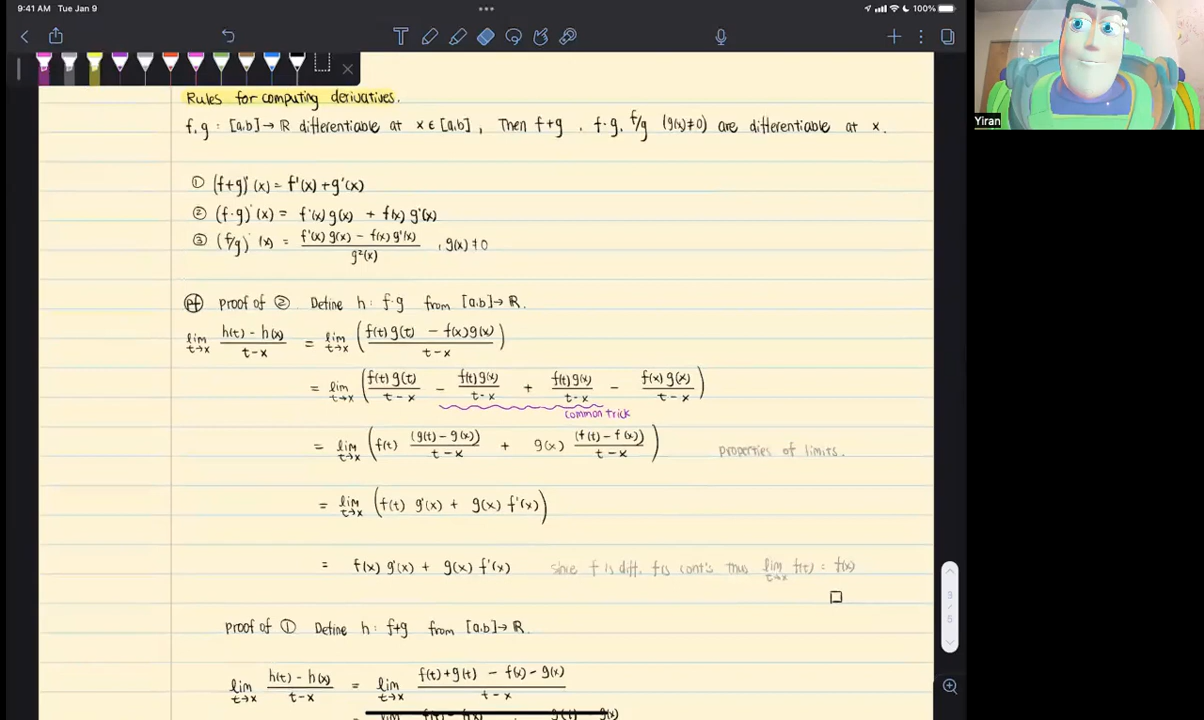 9:41 AM Tue Jan 9
100%
Rules for computing derivatives.
f,g : [a,b]→ℝ differentiable at x ∈ [a,b], Then f+g, f·g, f/g (g(x)≠0) are differentiable at x.
① (f+g)'(x) = f'(x) + g'(x)
② (f·g)'(x) = f'(x) g(x) + f(x) g'(x)
③ (f/g)'(x) = (f'(x) g(x) − f(x) g'(x)) / g²(x) , g(x)≠0
Pf Proof of ② Define h : f·g from [a,b]→ℝ.
lim t→x (h(t) − h(x)) / (t−x) = lim t→x ( (f(t)g(t) − f(x)g(x)) / (t−x) )
= lim t→x ( f(t)g(t) / (t−x) − f(t)g(x) / (t−x) + f(t)g(x) / (t−x) − f(x)g(x) / (t−x) )
common trick
= lim t→x ( f(t) (g(t) − g(x)) / (t−x) + g(x) (f(t) − f(x)) / (t−x) ) properties of limits.
= lim t→x ( f(t) g'(x) + g(x) f'(x) )
= f(x) g'(x) + g(x) f'(x) since f is diff. f is cont's thus lim t→x f(t) = f(x)
□
Proof of ① Define h : f+g from [a,b]→ℝ.
lim t→x (h(t) − h(x)) / (t−x) = lim t→x (f(t)+g(t) − f(x) − g(x)) / (t−x)
3 / 5
Yiran